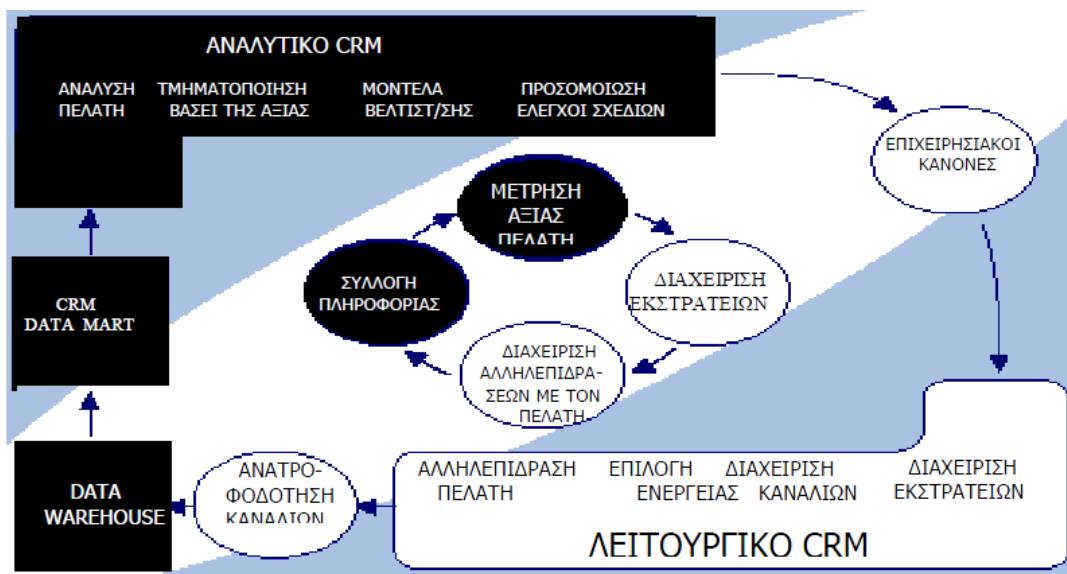 ΑΝΑΛΥΤΙΚΟ CRM
ΑΝΑΛΥΣΗ ΤΜΗΜΑΤΟΠΟΙΗΣΗ ΜΟΝΤΕΛΑ ΠΡΟΣΟΜΟΙΩΣΗ
ΠΕΛΑΤΗ ΒΑΣΕΙ ΤΗΣ ΑΞΙΑΣ ΒΕΛΤΙΣΤ/ΣΗΣ ΕΛΕΓΧΟΙ ΣΧΕΔΙΩΝ
ΕΠΙΧΕΙΡΗΣΙΑΚΟΙ
ΚΑΝΟΝΕΣ
ΜΕΤΡΗΣΗ
ΑΞΙΑΣ
ΠΕΛΑΤΗ
ΣΥΛΛΟΓΗ
ΠΛΗΡΟΦΟΡΙΑΣ
ΔΙΑΧΕΙΡΙΣΗ
ΕΚΣΤΡΑΤΕΙΩΝ
ΔΙΑΧΕΙΡΙΣΗ
ΑΛΛΗΛΕΠΙΔΡΑ-
ΣΕΩΝ ΜΕ ΤΟΝ
ΠΕΛΑΤΗ
CRM
DATA MART
DATA
WAREHOUSE
ΑΝΑΤΡΟ-
ΦΟΔΟΤΗΣΗ
ΚΑΝΑΛΙΩΝ
ΑΛΛΗΛΕΠΙΔΡΑΣΗ ΕΠΙΛΟΓΗ ΔΙΑΧΕΙΡΙΣΗ ΔΙΑΧΕΙΡΙΣΗ
ΠΕΛΑΤΗ ΕΝΕΡΓΕΙΑΣ ΚΑΝΑΛΙΩΝ ΕΚΣΤΡΑΤΕΙΩΝ
ΛΕΙΤΟΥΡΓΙΚΟ CRM